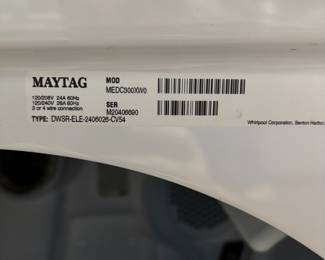 MAYTAG
MOD
MEDC300XW0
120/208V 24A 60Hz
120/240V 26A 60Hz
3 or 4 wire connection
SER
M20406690
TYPE: DWSR-ELE-2406026-CV54
Whirlpool Corporation, Benton Harbor,